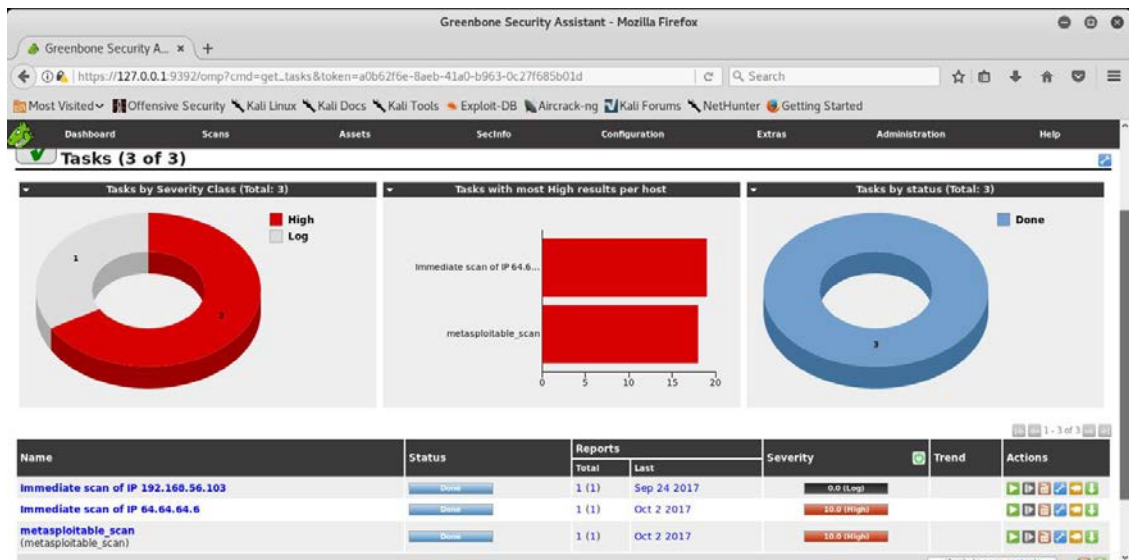 Greenbone Security Assistant - Mozilla Firefox
Greenbone Security A... × +
https://127.0.0.1:9392/omp?cmd=get_tasks&token=a0b62f6e-8aeb-41a0-b963-0c27f685b01d
Search
Most Visited Offensive Security Kali Linux Kali Docs Kali Tools Exploit-DB Aircrack-ng Kali Forums NetHunter Getting Started
Dashboard Scans Assets SecInfo Configuration Extras Administration Help
Tasks (3 of 3)
Tasks by Severity Class (Total: 3)
High
Log
1
2
Tasks with most High results per host
Immediate scan of IP 64.6...
metasploitable_scan
0 5 10 15 20
Tasks by status (Total: 3)
Done
3
1 - 3 of 3
Name Status Reports Severity Trend Actions
Total Last
Immediate scan of IP 192.168.56.103 Done 1 (1) Sep 24 2017 0.0 (Log)
Immediate scan of IP 64.64.64.6 Done 1 (1) Oct 2 2017 10.0 (High)
metasploitable_scan Done 1 (1) Oct 2 2017 10.0 (High)
(metasploitable_scan)